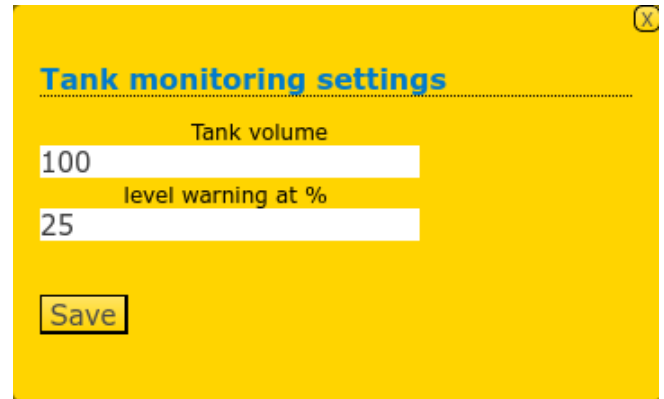 X
Tank monitoring settings
Tank volume
100
level warning at %
25
Save